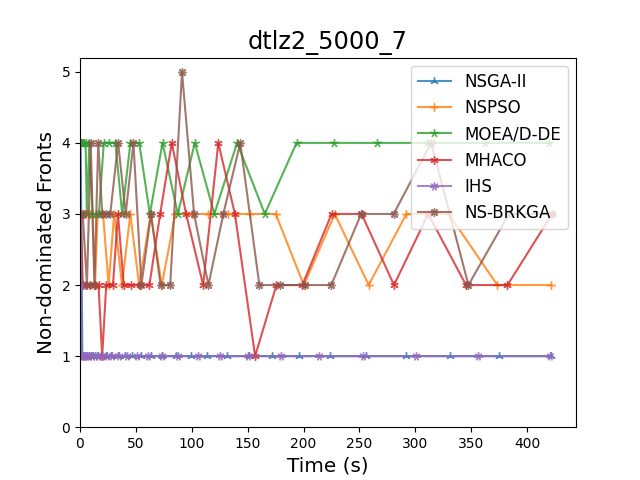 dtlz2_5000_7
Non-dominated Fronts
5
4
3
2
1
0
NSGA-II
NSPSO
MOEA/D-DE
MHACO
IHS
NS-BRKGA
0 50 100 150 200 250 300 350 400
Time (s)